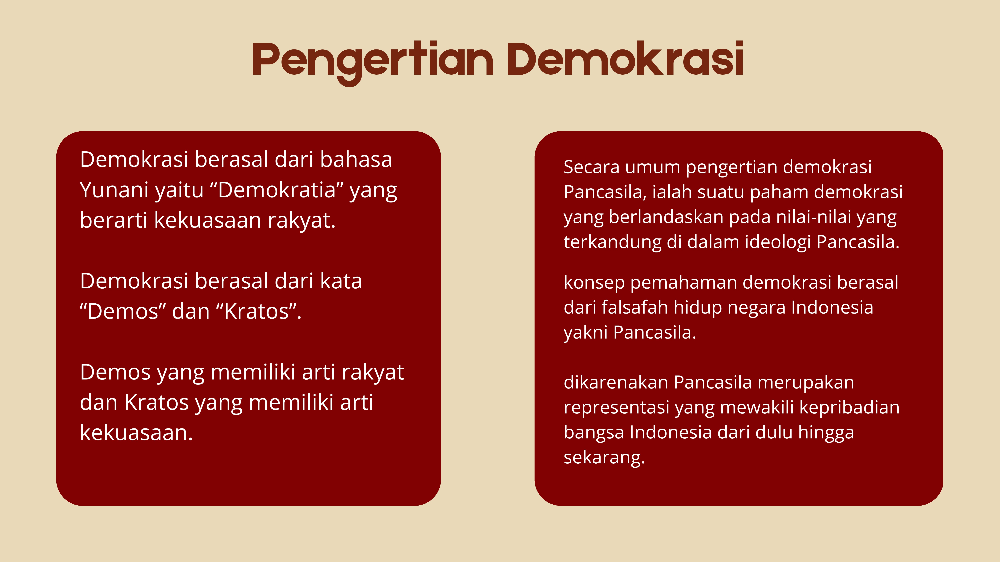 Pengertian Demokrasi
Demokrasi berasal dari bahasa
Yunani yaitu “Demokratia” yang
berarti kekuasaan rakyat.
Demokrasi berasal dari kata
“Demos” dan “Kratos”.
Demos yang memiliki arti rakyat
dan Kratos yang memiliki arti
kekuasaan.
Secara umum pengertian demokrasi
Pancasila, ialah suatu paham demokrasi
yang berlandaskan pada nilai-nilai yang
terkandung di dalam ideologi Pancasila.
konsep pemahaman demokrasi berasal
dari falsafah hidup negara Indonesia
yakni Pancasila.
dikarenakan Pancasila merupakan
representasi yang mewakili kepribadian
bangsa Indonesia dari dulu hingga
sekarang.